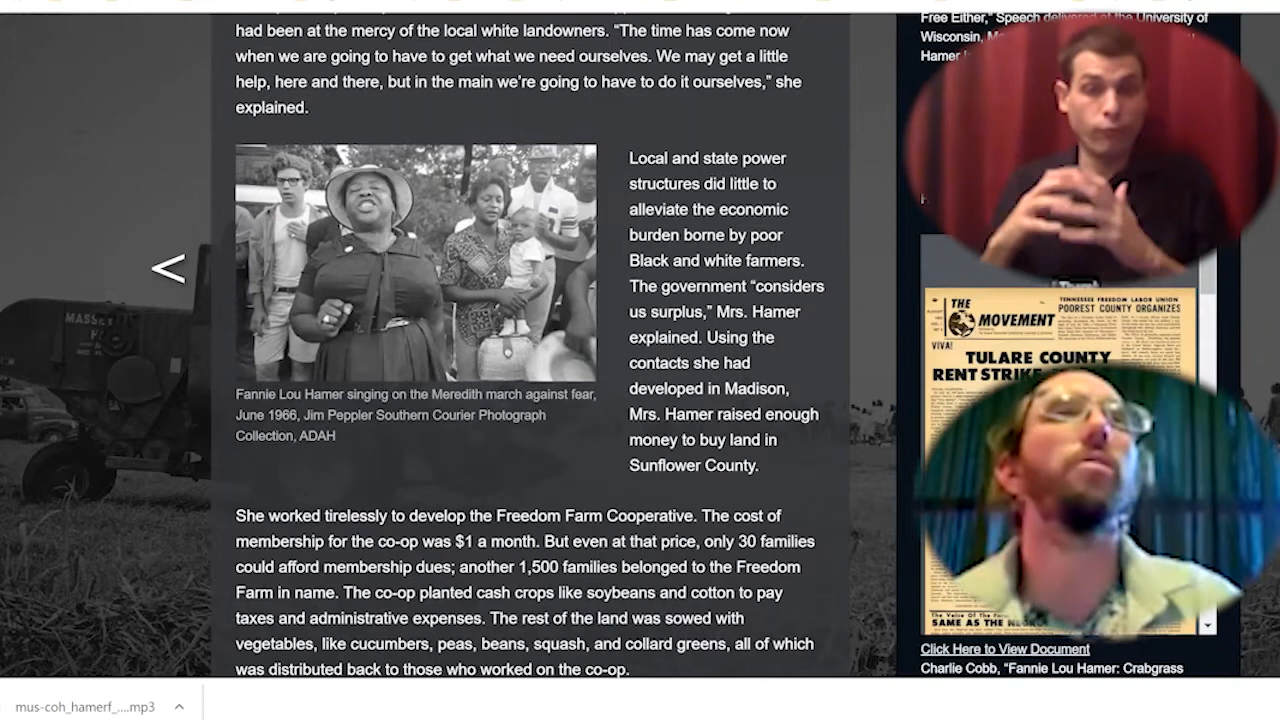 had been at the mercy of the local white landowners. “The time has come now
when we are going to have to get what we need ourselves. We may get a little
help, here and there, but in the main we’re going to have to do it ourselves,” she
explained.
Local and state power
structures did little to
alleviate the economic
burden borne by poor
Black and white farmers.
The government “considers
us surplus,” Mrs. Hamer
explained. Using the
contacts she had
developed in Madison,
Mrs. Hamer raised enough
money to buy land in
Sunflower County.
Fannie Lou Hamer singing on the Meredith march against fear,
June 1966, Jim Peppler Southern Courier Photograph
Collection, ADAH
She worked tirelessly to develop the Freedom Farm Cooperative. The cost of
membership for the co-op was $1 a month. But even at that price, only 30 families
could afford membership dues; another 1,500 families belonged to the Freedom
Farm in name. The co-op planted cash crops like soybeans and cotton to pay
and adminstrative expenses. The rest of the land was sowed with
vegetables, like cucumbers, peas, beans, squash, and collard greens, all of which
was distributed back to those who worked on the co-op.
<
MASSEY
Free Either,” Speech delivered at the University of
Wisconsin,
Hamer
THE
MOVEMENT
TENNESSEE FREEDOM LABOR UNION
POOREST COUNTY ORGANIZES
VIVA!
TULARE COUNTY
RENT STRIKE
The Voice Of The
SAME AS THE NEGRO
Click Here to View Document
Charlie Cobb, “Fannie Lou Hamer: Crabgrass
mus-coh_hamerf_....mp3